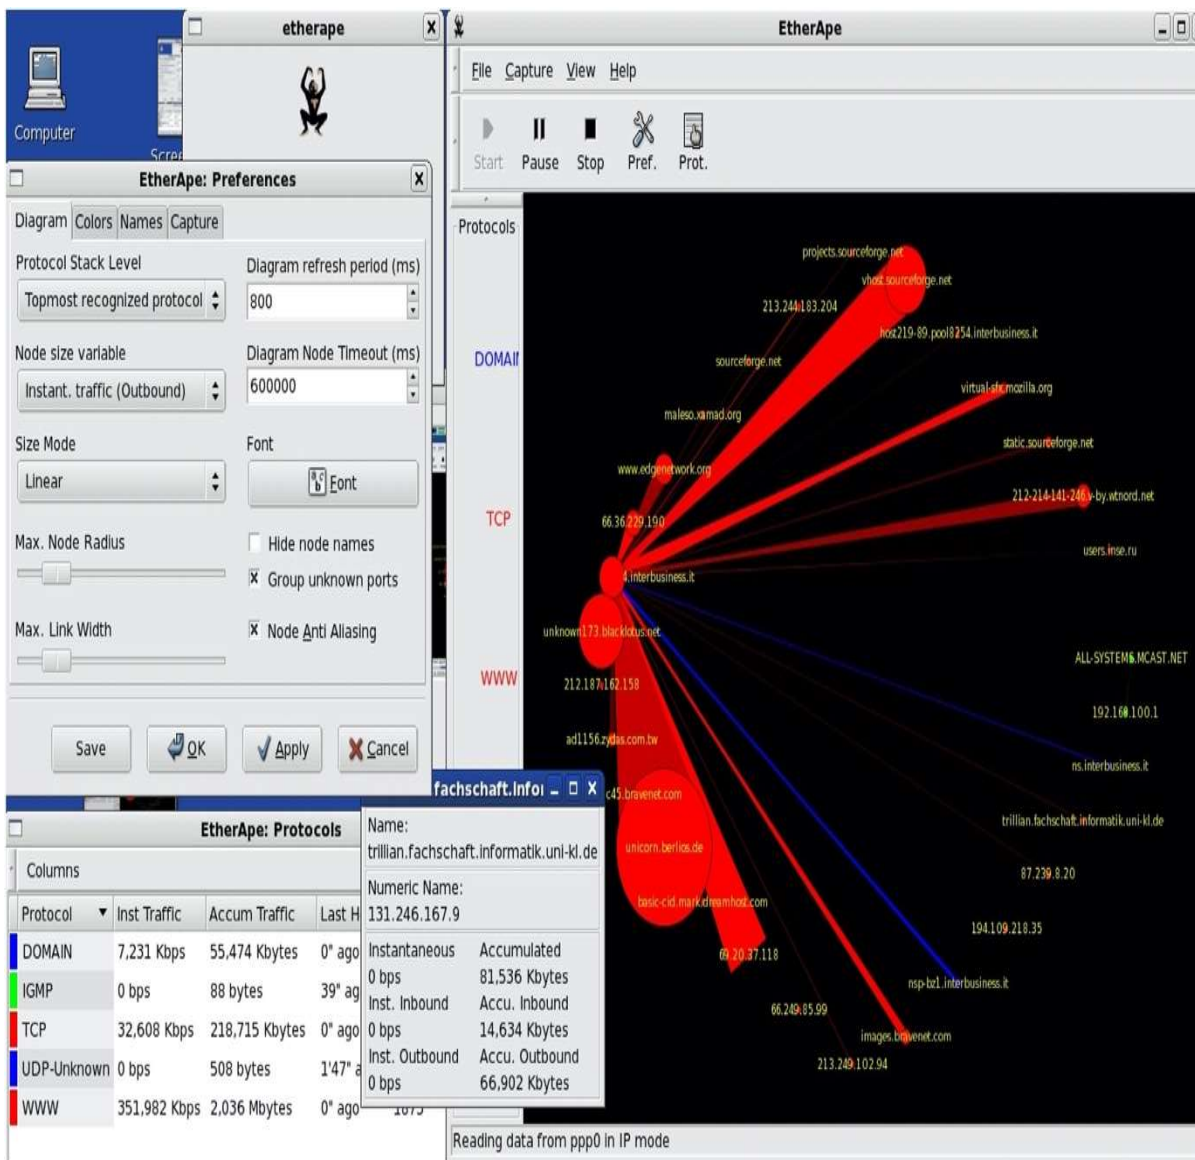 etherape
Computer
Scree
EtherApe: Preferences
Diagram Colors Names Capture
Protocol Stack Level
Topmost recognized protocol
Diagram refresh period (ms)
800
Node size variable
Instant. traffic (Outbound)
Diagram Node Timeout (ms)
600000
Size Mode
Linear
Font
Font
Max. Node Radius
Hide node names
Group unknown ports
Max. Link Width
Node Anti Aliasing
Save OK Apply Cancel
EtherApe: Protocols
Columns
Protocol Inst Traffic Accum Traffic Last H
DOMAIN 7,231 Kbps 55,474 Kbytes 0" ago
IGMP 0 bps 88 bytes 39" ag
TCP 32,608 Kbps 218,715 Kbytes 0" ago
UDP-Unknown 0 bps 508 bytes 1'47" a
WWW 351,982 Kbps 2,036 Mbytes 0" ago
fachschaft.infor
Name:
trillian.fachschaft.informatik.uni-kl.de
Numeric Name:
131.246.167.9
Instantaneous Accumulated
0 bps 81,536 Kbytes
Inst. Inbound Accu. Inbound
0 bps 14,634 Kbytes
Inst. Outbound Accu. Outbound
0 bps 66,902 Kbytes
EtherApe
File Capture View Help
Start Pause Stop Pref. Prot.
Protocols
DOMAIN
TCP
WWW
projects.sourceforge.net
vhost.sourceforge.net
213.244.183.204
host219-89.pool8254.interbusiness.it
sourceforge.net
virtual-sfx.mozilla.org
maleso.xamad.org
static.sourceforge.net
www.edgenetwork.org
212-214-141-246.v-by.wtnord.net
66.36.229.190
users.inse.ru
4.interbusiness.it
unknown173.blacklotus.net
ALL-SYSTEMS.MCAST.NET
212.187.162.158
192.168.100.1
ad1156.zydas.com.tw
ns.interbusiness.it
c45.bravenet.com
trillian.fachschaft.informatik.uni-kl.de
unicorn.berlios.de
87.239.8.20
basic-cid.mark.dreamhost.com
194.109.218.35
69.20.37.118
nsp-bz1.interbusiness.it
66.249.85.99
images.bravenet.com
213.249.102.94
Reading data from ppp0 in IP mode